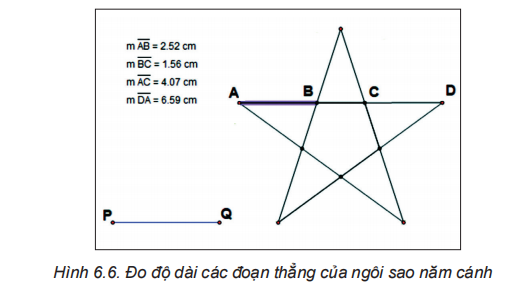 m AB = 2.52 cm
m BC = 1.56 cm
m AC = 4.07 cm
m DA = 6.59 cm
A B C D
P Q
Hình 6.6. Đo độ dài các đoạn thẳng của ngôi sao năm cánh